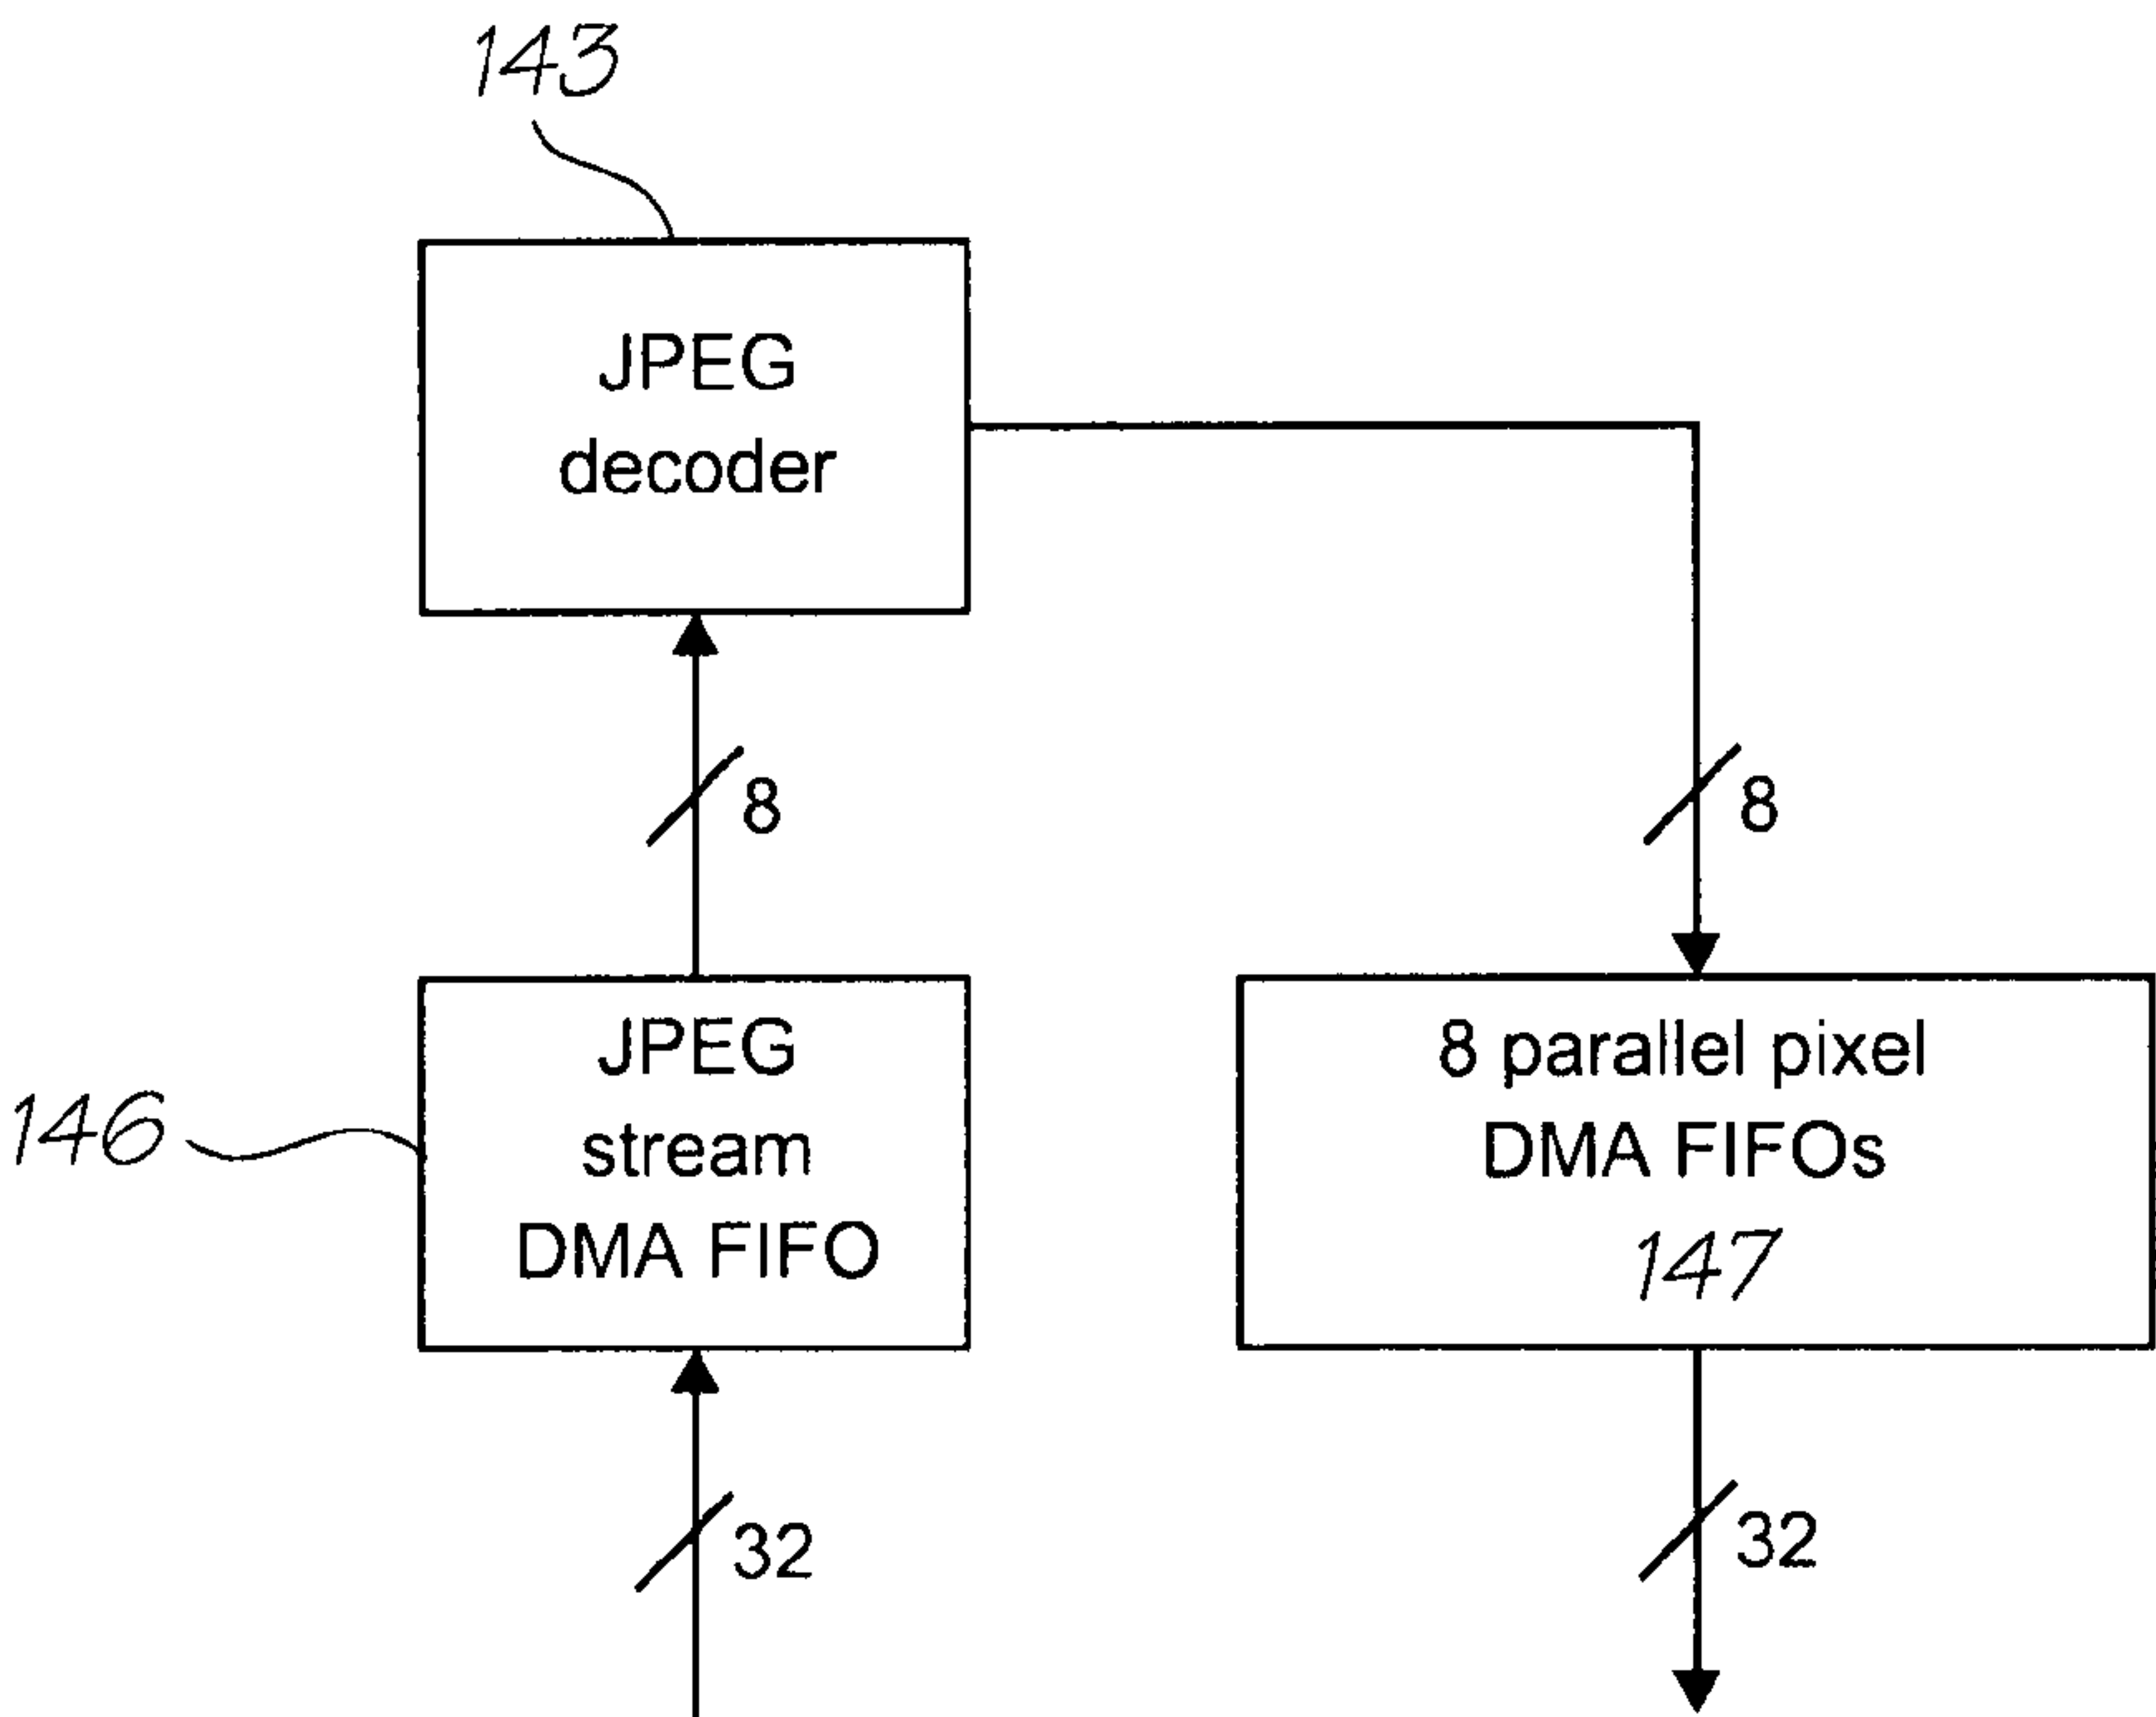 143
JPEG
decoder
8
8
146
JPEG
stream
DMA FIFO
8 parallel pixel
DMA FIFOs
147
32
32